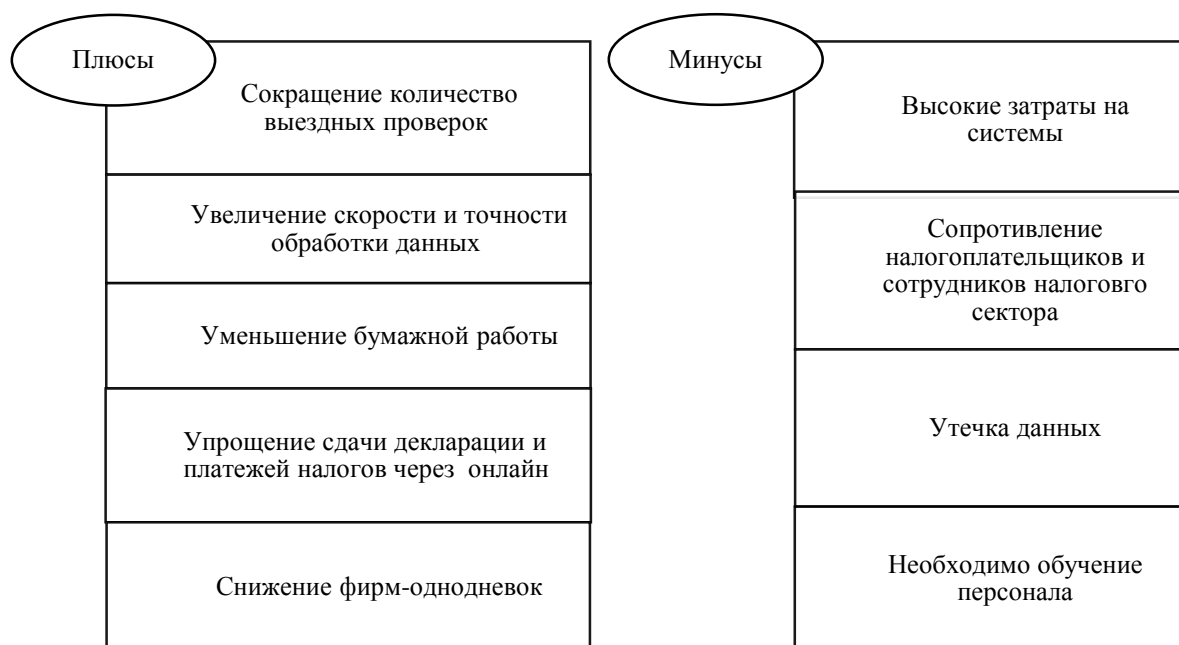 Плюсы
Сокращение количество
выездных проверок
Увеличение скорости и точности
обработки данных
Уменьшение бумажной работы
Упрощение сдачи декларации и
платежей налогов через  онлайн
Снижение фирм-однодневок
Минусы
Высокие затраты на
системы
Сопротивление
налогоплательщиков и
сотрудников налоговго
сектора
Утечка данных
Необходимо обучение
персонала